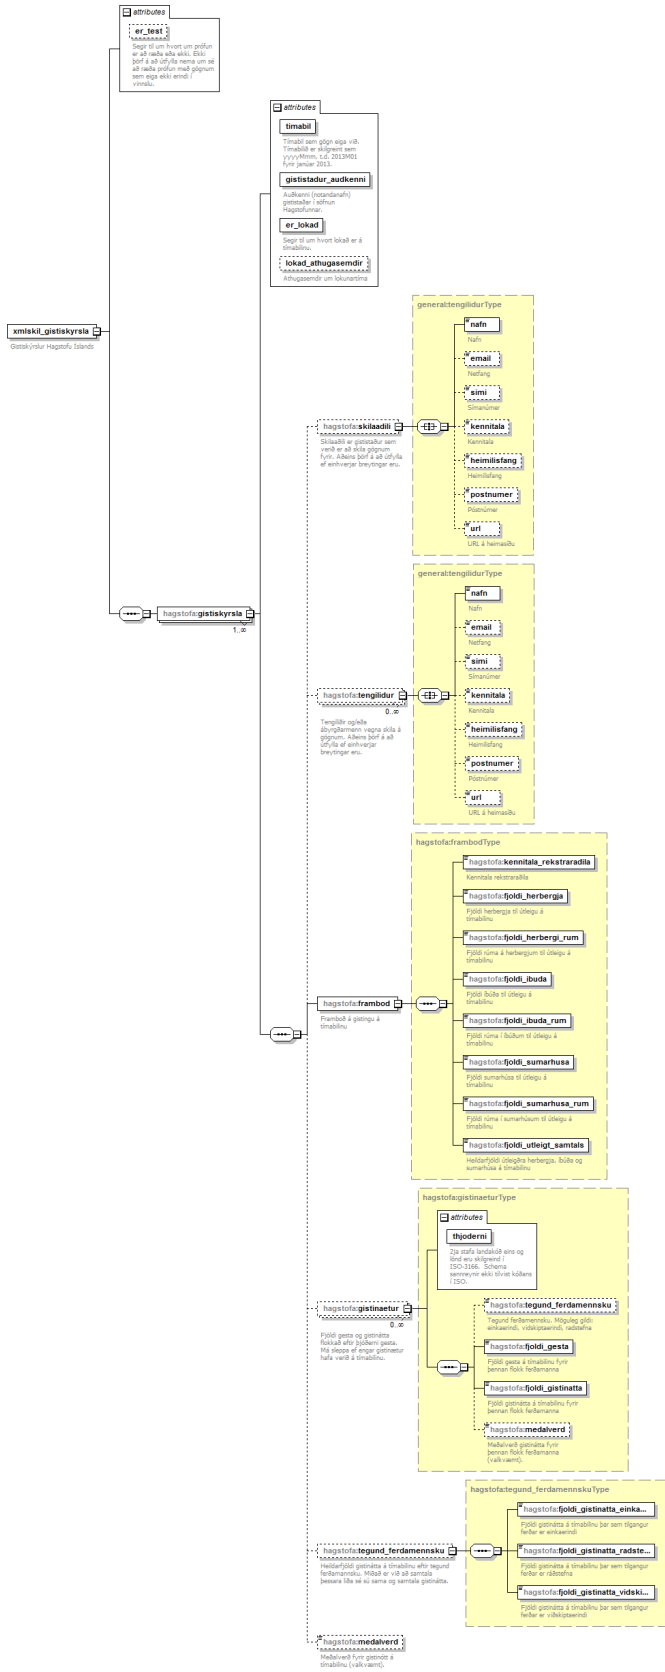 attributes
er_test
Segir til um hvort um prófun
er að ræða eða ekki. Ekki
þörf á að útfylla nema um sé
að ræða prófun með gögnum
sem eiga ekki erindi í
vinnslu.
attributes
timabil
Tímabil sem gögn eiga við.
Tímabilið er skilgreint sem
yyyyMmm, t.d. 2013M01
fyrir janúar 2013.
gististadur_audkenni
Auðkenni (notandanafn)
gististaðar í söfnun
Hagstofunnar.
er_lokad
Segir til um hvort lokað er á
tímabilinu.
lokad_athugasemdir
Athugasemdir um lokunartíma
xmlskil_gistiskyrsla
Gistiskýrslur Hagstofu Íslands
general:tengilidurType
nafn
Nafn
email
Netfang
simi
Símanúmer
hagstofa:skilaadili
Skilaaðili er gististaður sem
verið er að skila gögnum
fyrir. Aðeins þörf á að útfylla
ef einhverjar breytingar eru.
kennitala
Kennitala
heimilisfang
Heimilisfang
postnumer
Póstnúmer
url
URL á heimasíðu
hagstofa:gistiskyrsla
1..∞
general:tengilidurType
nafn
Nafn
email
Netfang
simi
Símanúmer
hagstofa:tengilidur
0..∞
Tengiliðir og/eða
ábyrgðarmenn vegna skila á
gögnum. Aðeins þörf á að
útfylla ef einhverjar
breytingar eru.
kennitala
Kennitala
heimilisfang
Heimilisfang
postnumer
Póstnúmer
url
URL á heimasíðu
hagstofa:frambodType
hagstofa:kennitala_rekstraradila
Kennitala rekstraraðila
hagstofa:fjoldi_herbergja
Fjöldi herbergja til útleigu á
tímabilinu
hagstofa:fjoldi_herbergi_rum
Fjöldi rúma á herbergjum til útleigu á
tímabilinu
hagstofa:fjoldi_ibuda
Fjöldi íbúða til útleigu á
tímabilinu
hagstofa:frambod
Framboð á gistingu á
tímabilinu
hagstofa:fjoldi_ibuda_rum
Fjöldi rúma í íbúðum til útleigu á
tímabilinu
hagstofa:fjoldi_sumarhusa
Fjöldi sumarhúsa til útleigu á
tímabilinu
hagstofa:fjoldi_sumarhusa_rum
Fjöldi rúma í sumarhúsum til útleigu á
tímabilinu
hagstofa:fjoldi_utleigt_samtals
Heildarfjöldi útleigðra herbergja, íbúða og
sumarhúsa á tímabilinu
hagstofa:gistinaeturType
attributes
thjoderni
2ja stafa landakóð eins og
lönd eru skilgreind í
ISO-3166. Schema
sannreynir ekki tilvist kóðans
í ISO.
hagstofa:gistinaetur
0..∞
Fjöldi gesta og gistinátta
flokkað eftir þjóðerni gesta.
Má sleppa ef engar gistinætur
hafa verið á tímabilinu.
hagstofa:tegund_ferdamennsku
Tegund ferðamennsku. Möguleg gildi:
einkaerindi, vidskiptaerindi, radstefna
hagstofa:fjoldi_gesta
Fjöldi gesta á tímabilinu fyrir
þennan flokk ferðamanna
hagstofa:fjoldi_gistinatta
Fjöldi gistinátta á tímabilinu fyrir
þennan flokk ferðamanna
hagstofa:medalverd
Meðalverð gistinátta fyrir
þennan flokk ferðamanna
(valkvæmt).
hagstofa:tegund_ferdamennskuType
hagstofa:fjoldi_gistinatta_einka...
Fjöldi gistinátta á tímabilinu þar sem tilgangur
ferðar er einkaerindi
hagstofa:tegund_ferdamennsku
Heildarfjöldi gistinátta á tímabilinu eftir tegund
ferðamannsku. Miðað er við að samtala
þessara liða sé sú sama og samtala gistinátta.
hagstofa:fjoldi_gistinatta_radste...
Fjöldi gistinátta á tímabilinu þar sem tilgangur
ferðar er ráðstefna
hagstofa:fjoldi_gistinatta_vidski...
Fjöldi gistinátta á tímabilinu þar sem tilgangur
ferðar er viðskiptaerindi
hagstofa:medalverd
Meðalverð fyrir gistinótt á
tímabilinu (valkvæmt).